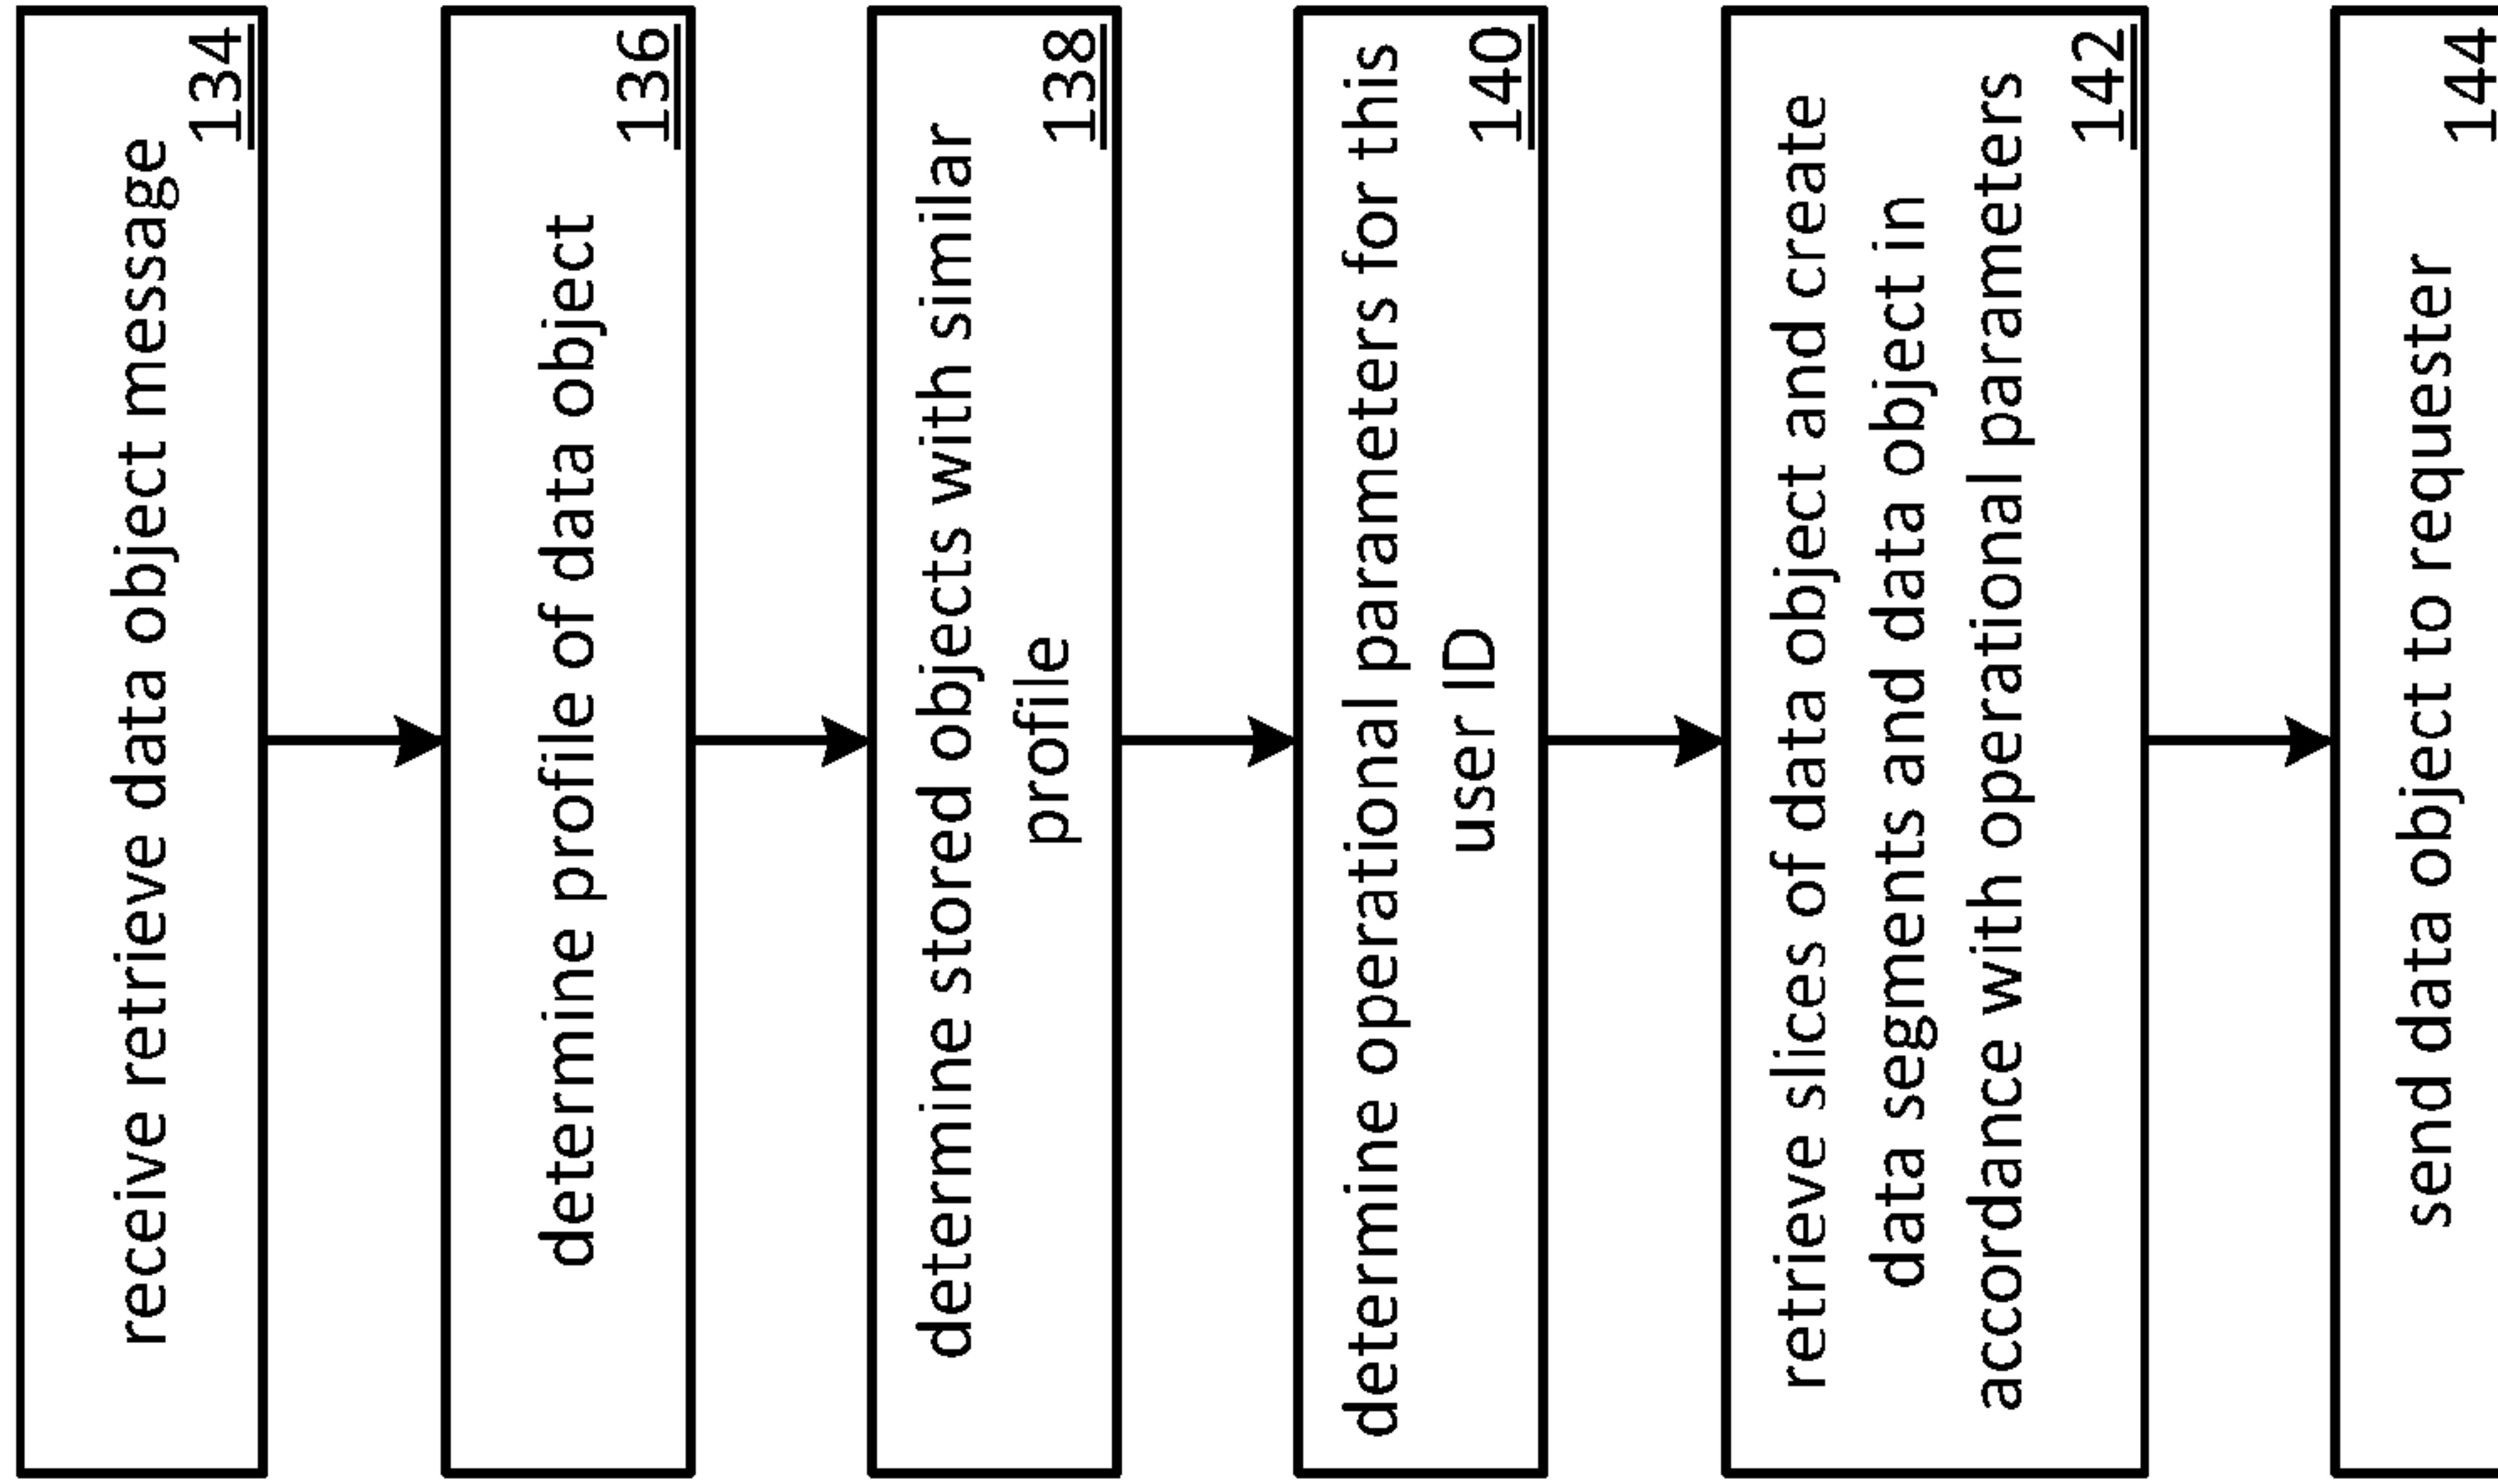 receive retrieve data object message
134
determine profile of data object
136
determine stored objects with similar
profile
138
determine operational parameters for this
user ID
140
retrieve slices of data object and create
data segments and data object in
accordance with operational parameters
142
send data object to requester
144